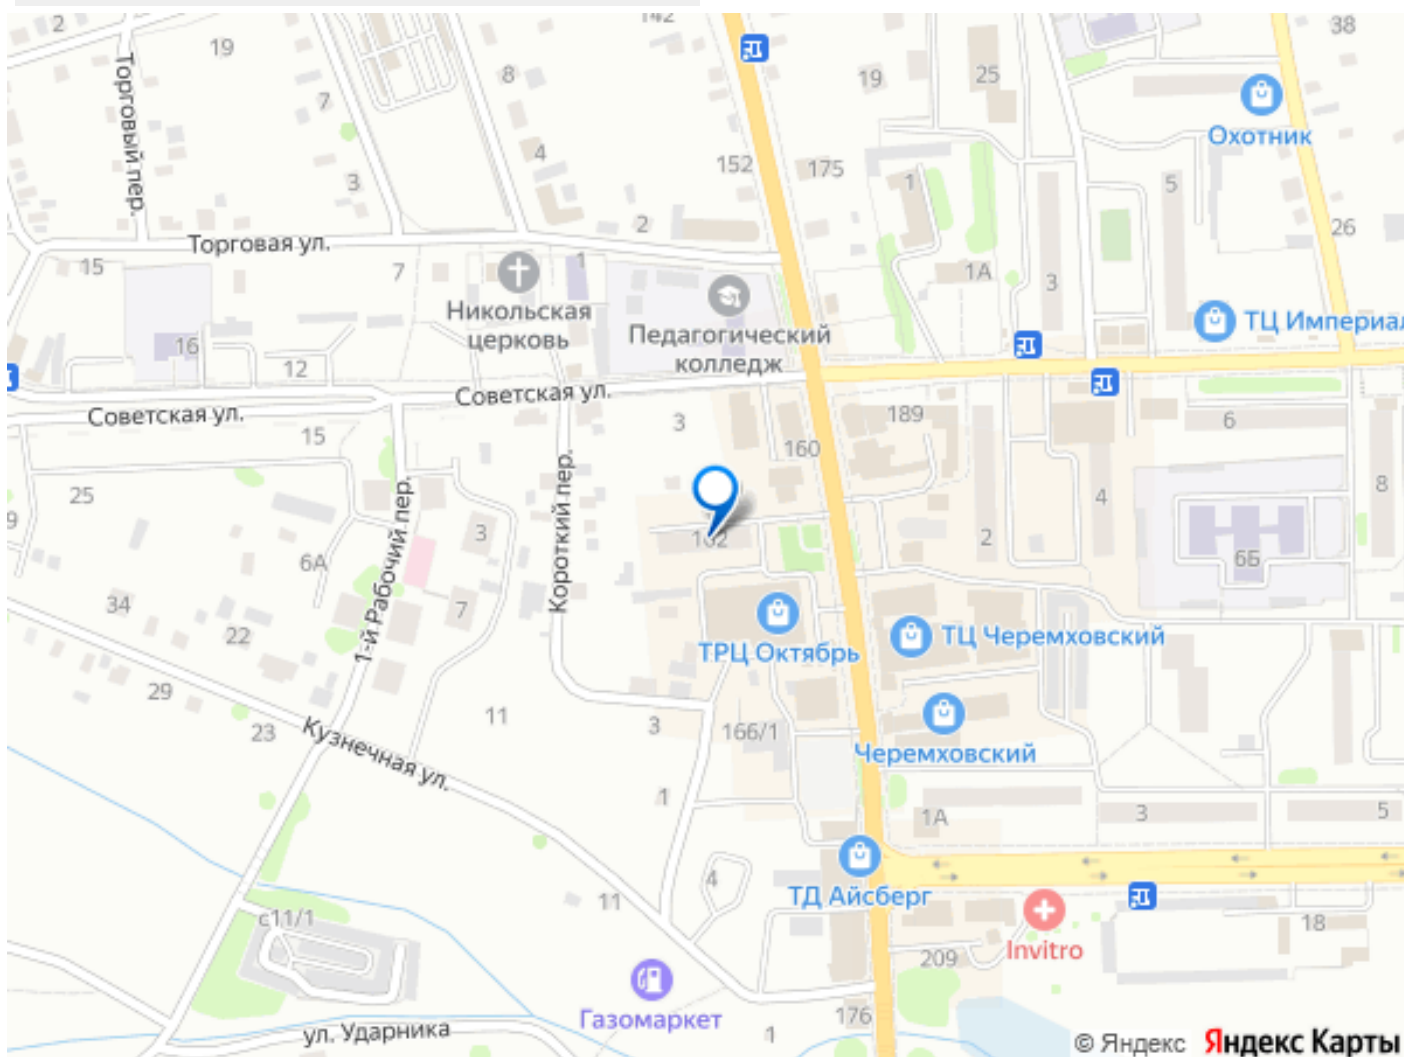 142
2
19
Торговый пер.
7
8
4
3
19
25
38
Охотник
152
175
1
5
2
26
Торговая ул.
15
7
1
1А
3
Никольская
церковь
Педагогический
колледж
ТЦ Империал
16
12
Советская ул.
Советская ул.
15
3
160
189
6
25
9
1-й Рабочий пер.
3
Короткий пер.
162
2
4
8
6А
6Б
34
22
7
ТРЦ Октябрь
ТЦ Черемховский
29
23
11
3
166/1
Черемховский
Кузнечная ул.
1
1А
3
5
4
ТД Айсберг
11
с11/1
18
209
Invitro
Газомаркет
176
ул. Ударника
1
© Яндекс Яндекс Карты